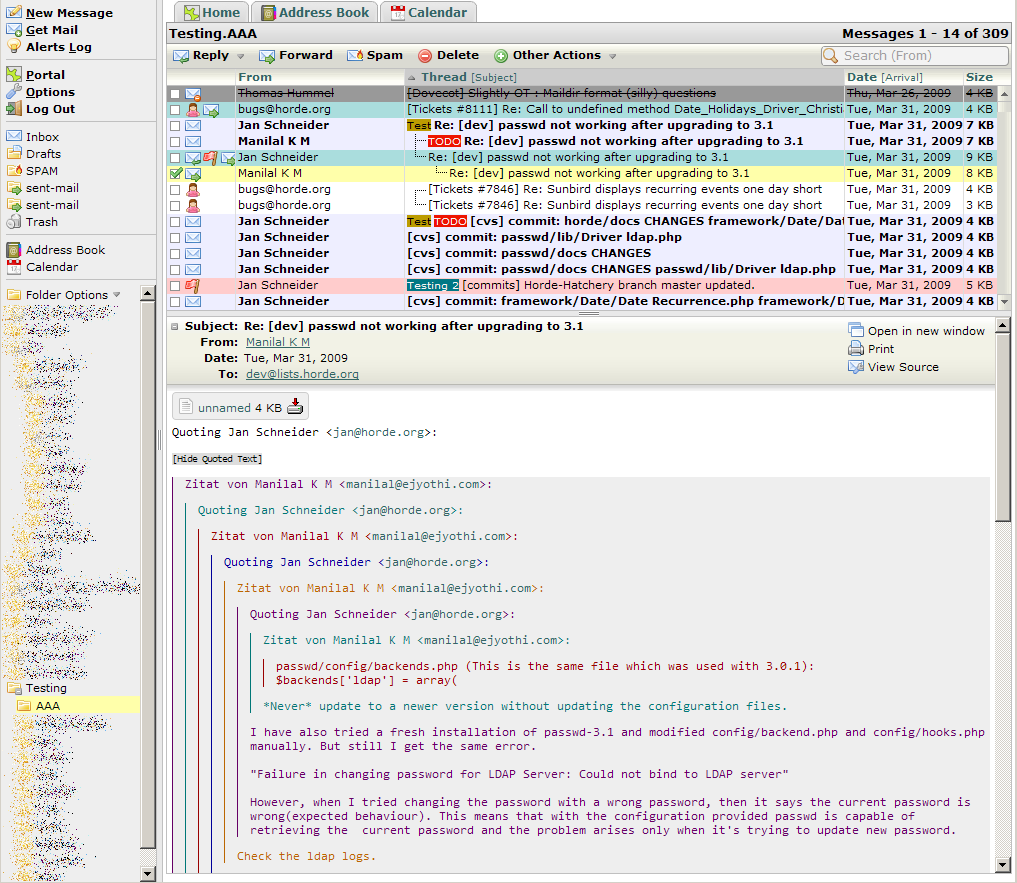 New Message
Get Mail
Alerts Log
Portal
Options
Log Out
Inbox
Drafts
SPAM
sent-mail
sent-mail
Trash
Address Book
Calendar
Folder Options
Testing
AAA
Home Address Book Calendar
Testing.AAA Messages 1 - 14 of 309
Reply Forward Spam Delete Other Actions Search (From)
From Thread [Subject] Date [Arrival] Size
Thomas Hummel [Dovecot] Slightly OT : Maildir format (silly) questions Thu, Mar 26, 2009 4 KB
bugs@horde.org [Tickets #8111] Re: Call to undefined method Date_Holidays_Driver_Christi Tue, Mar 31, 2009 4 KB
Jan Schneider Test Re: [dev] passwd not working after upgrading to 3.1 Tue, Mar 31, 2009 7 KB
Manilal K M TODO Re: [dev] passwd not working after upgrading to 3.1 Tue, Mar 31, 2009 7 KB
Jan Schneider Re: [dev] passwd not working after upgrading to 3.1 Tue, Mar 31, 2009 9 KB
Manilal K M Re: [dev] passwd not working after upgrading to 3.1 Tue, Mar 31, 2009 8 KB
bugs@horde.org [Tickets #7846] Re: Sunbird displays recurring events one day short Tue, Mar 31, 2009 4 KB
bugs@horde.org [Tickets #7846] Re: Sunbird displays recurring events one day short Tue, Mar 31, 2009 3 KB
Jan Schneider Test TODO [cvs] commit: horde/docs CHANGES framework/Date/Dat Tue, Mar 31, 2009 4 KB
Jan Schneider [cvs] commit: passwd/lib/Driver ldap.php Tue, Mar 31, 2009 4 KB
Jan Schneider [cvs] commit: passwd/docs CHANGES Tue, Mar 31, 2009 4 KB
Jan Schneider [cvs] commit: passwd/docs CHANGES passwd/lib/Driver ldap.php Tue, Mar 31, 2009 4 KB
Jan Schneider Testing 2 [commits] Horde-Hatchery branch master updated. Tue, Mar 31, 2009 5 KB
Jan Schneider [cvs] commit: framework/Date/Date Recurrence.php framework/D Tue, Mar 31, 2009 4 KB
Subject: Re: [dev] passwd not working after upgrading to 3.1
From: Manilal K M
Date: Tue, Mar 31, 2009
To: dev@lists.horde.org
Open in new window
Print
View Source
unnamed 4 KB
Quoting Jan Schneider <jan@horde.org>:
[Hide Quoted Text]
Zitat von Manilal K M <manilal@ejyothi.com>:
Quoting Jan Schneider <jan@horde.org>:
Zitat von Manilal K M <manilal@ejyothi.com>:
Quoting Jan Schneider <jan@horde.org>:
Zitat von Manilal K M <manilal@ejyothi.com>:
Quoting Jan Schneider <jan@horde.org>:
Zitat von Manilal K M <manilal@ejyothi.com>:
passwd/config/backends.php (This is the same file which was used with 3.0.1):
$backends['ldap'] = array(
*Never* update to a newer version without updating the configuration files.
I have also tried a fresh installation of passwd-3.1 and modified config/backend.php and config/hooks.php
manually. But still I get the same error.
"Failure in changing password for LDAP Server: Could not bind to LDAP server"
However, when I tried changing the password with a wrong password, then it says the current password is
wrong(expected behaviour). This means that with the configuration provided passwd is capable of
retrieving the  current password and the problem arises only when it's trying to update new password.
Check the ldap logs.